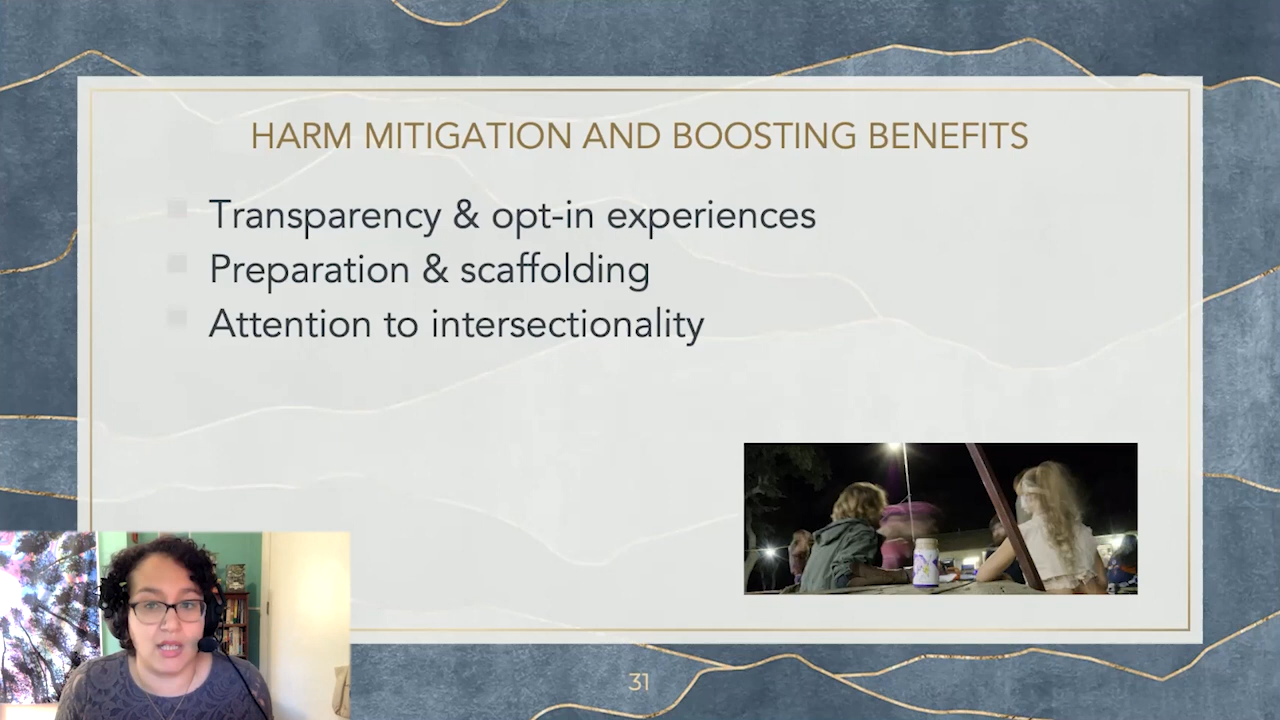 HARM MITIGATION AND BOOSTING BENEFITS
Transparency & opt-in experiences
Preparation & scaffolding
Attention to intersectionality
31